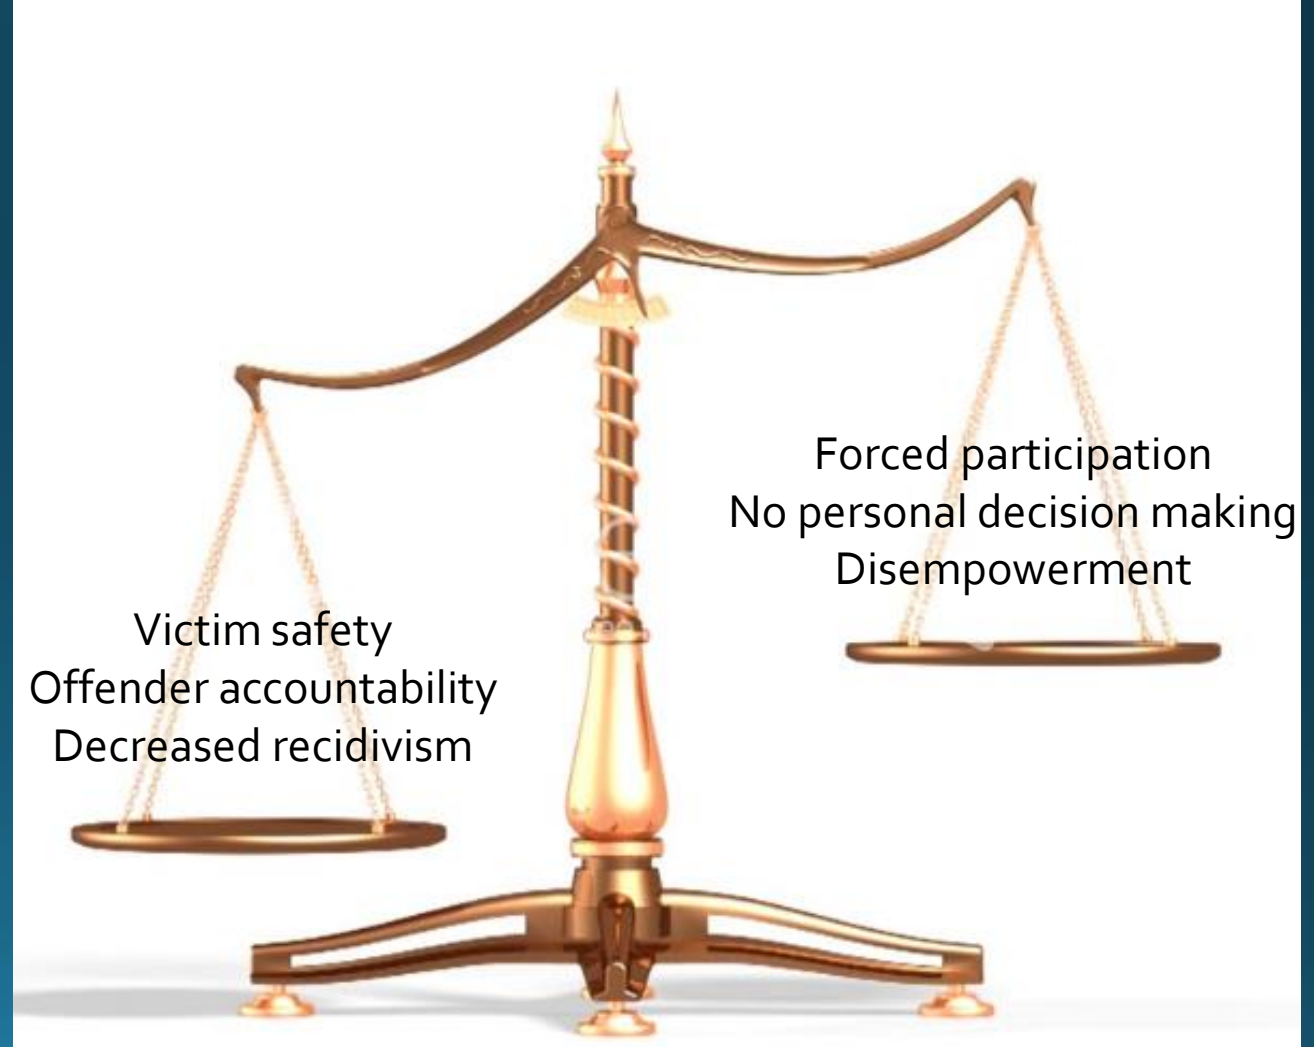 Victim safety
Offender accountability
Decreased recidivism
Forced participation
No personal decision making
Disempowerment